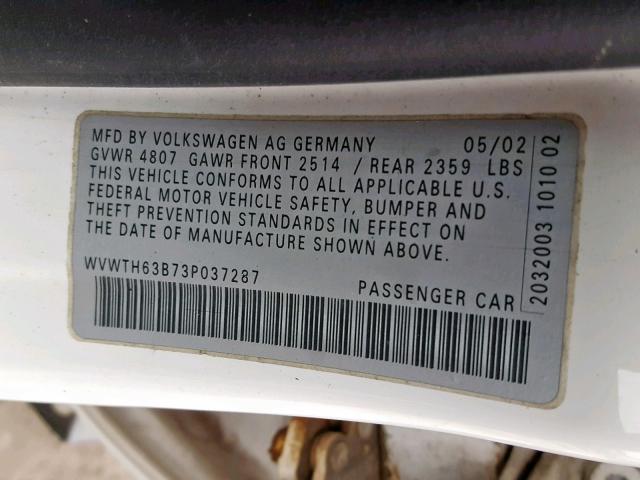 MFD BY VOLKSWAGEN AG GERMANY 05/02
GVWR 4807 GAWR FRONT 2514 / REAR 2359 LBS
THIS VEHICLE CONFORMS TO ALL APPLICABLE U.S.
FEDERAL MOTOR VEHICLE SAFETY, BUMPER AND
THEFT PREVENTION STANDARDS IN EFFECT ON
THE DATE OF MANUFACTURE SHOWN ABOVE.
WVWTH63B73P037287
PASSENGER CAR
2032003 1010 02